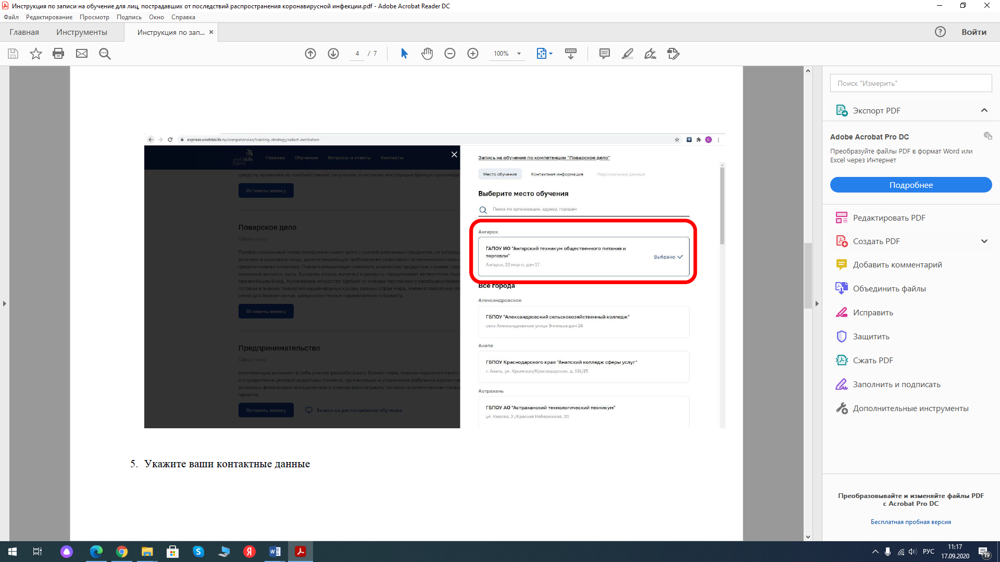 Инструкция по записи на обучение для лиц, пострадавших от последствий распространения коронавирусной инфекции.pdf - Adobe Acrobat Reader DC
Файл Редактирование Просмотр Подпись Окно Справка
Главная Инструменты Инструкция по зап... Войти
4 / 7 100%
express.worldskills.ru/competencies/training-strategy/select-institution
worldskills
Express
Главная Обучение Вопросы и ответы Контакты
средств, применяя их соответственно типу волос и согласно инструкции бренда-производи
Оставить заявку
Поварское дело
Сфера услуг
Профессиональный повар ежедневно имеет дело с сотней различных продуктов, из которых
вкусную и здоровую пищу, удовлетворяющую требованиям санитарно-гигиенических норм
предпочтениям клиентов. Повар контролирует свежесть и качество продуктов, готовит горя
холодные закуски, супы, бульоны, соусы, выпечку и десерты, продумывает аппетитную под
презентацию блюд. Кулинарное искусство требует от повара постоянного совершенствован
готовки и знания тонкостей национальных кухонь разных стран мира, умения правильно
меню для бизнес-ланча, шведского стола и торжественного банкета.
Оставить заявку
Предпринимательство
Сфера услуг
Компетенция включает в себя умение разрабатывать бизнес-план, навыки маркетингового
и определения целевой аудитории бизнеса, организацию и управление рабочими коллектив
основных финансовых инструментов и умение рассчитывать технико-экономические показа
проекта.
Оставить заявку Заявка на дистанционное обучение
Запись на обучение по компетенции "Поварское дело"
Место обучения Контактная информация Персональные данные
Выберите место обучения
Поиск по организации, адресу, городам
Ангарск
ГАПОУ ИО "Ангарский техникум общественного питания и
торговли"
Выбрано
Ангарск, 22 мкр-н, дом 17
Все города
Александровское
ГБПОУ "Александровский сельскохозяйственный колледж"
село Александровское улица Энгельса дом 26
Анапа
ГБПОУ Краснодарского края "Анапский колледж сферы услуг"
г. Анапа, ул. Крымская/Краснодарская, д. 101/15
Астрахань
ГБПОУ АО "Астраханский технологический техникум"
ул. Кирова, 2 /Красная Набережная, 20
5. Укажите ваши контактные данные
Поиск "Измерить"
Экспорт PDF
Adobe Acrobat Pro DC
Преобразуйте файлы PDF в формат Word или
Excel через Интернет
Подробнее
Редактировать PDF
Создать PDF
Добавить комментарий
Объединить файлы
Исправить
Защитить
Сжать PDF
Заполнить и подписать
Дополнительные инструменты
Преобразовывайте и изменяйте файлы PDF
с Acrobat Pro DC
Бесплатная пробная версия
РУС
11:17
17.09.2020
19